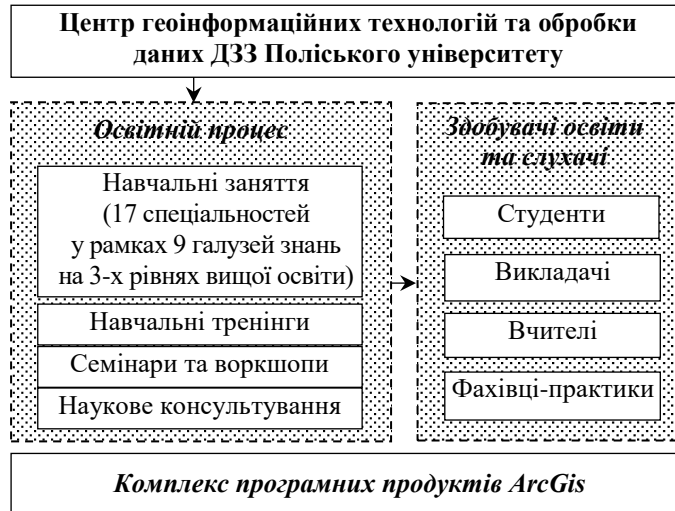 Центр геоінформаційних технологій та обробки
даних ДЗЗ Поліського університету
Освітній процес
Навчальні заняття
(17 спеціальностей
у рамках 9 галузей знань
на 3-х рівнях вищої освіти)
Навчальні тренінги
Семінари та воркшопи
Наукове консультування
Здобувачі освіти
та слухачі
Студенти
Викладачі
Вчителі
Фахівці-практики
Комплекс програмних продуктів ArcGis